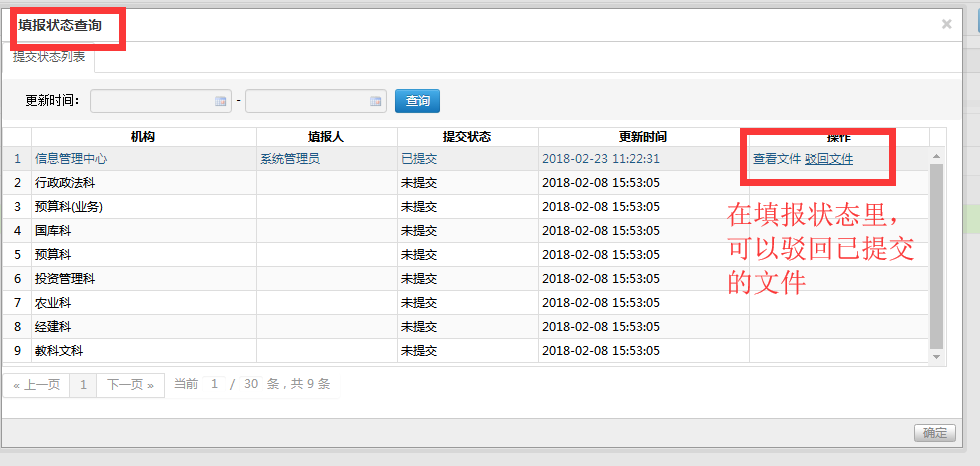 填报状态查询
提交状态列表
更新时间： - 查询
机构 填报人 提交状态 更新时间 操作
1 信息管理中心 系统管理员 已提交 2018-02-23 11:22:31 查看文件 驳回文件
2 行政政法科 未提交 2018-02-08 15:53:05
3 预算科(业务) 未提交 2018-02-08 15:53:05
4 国库科 未提交 2018-02-08 15:53:05
5 预算科 未提交 2018-02-08 15:53:05
6 投资管理科 未提交 2018-02-08 15:53:05
7 农业科 未提交 2018-02-08 15:53:05
8 经建科 未提交 2018-02-08 15:53:05
9 教科文科 未提交 2018-02-08 15:53:05
在填报状态里，
可以驳回已提交
的文件
« 上一页 1 下一页 » 当前 1 / 30 条，共 9 条
确定